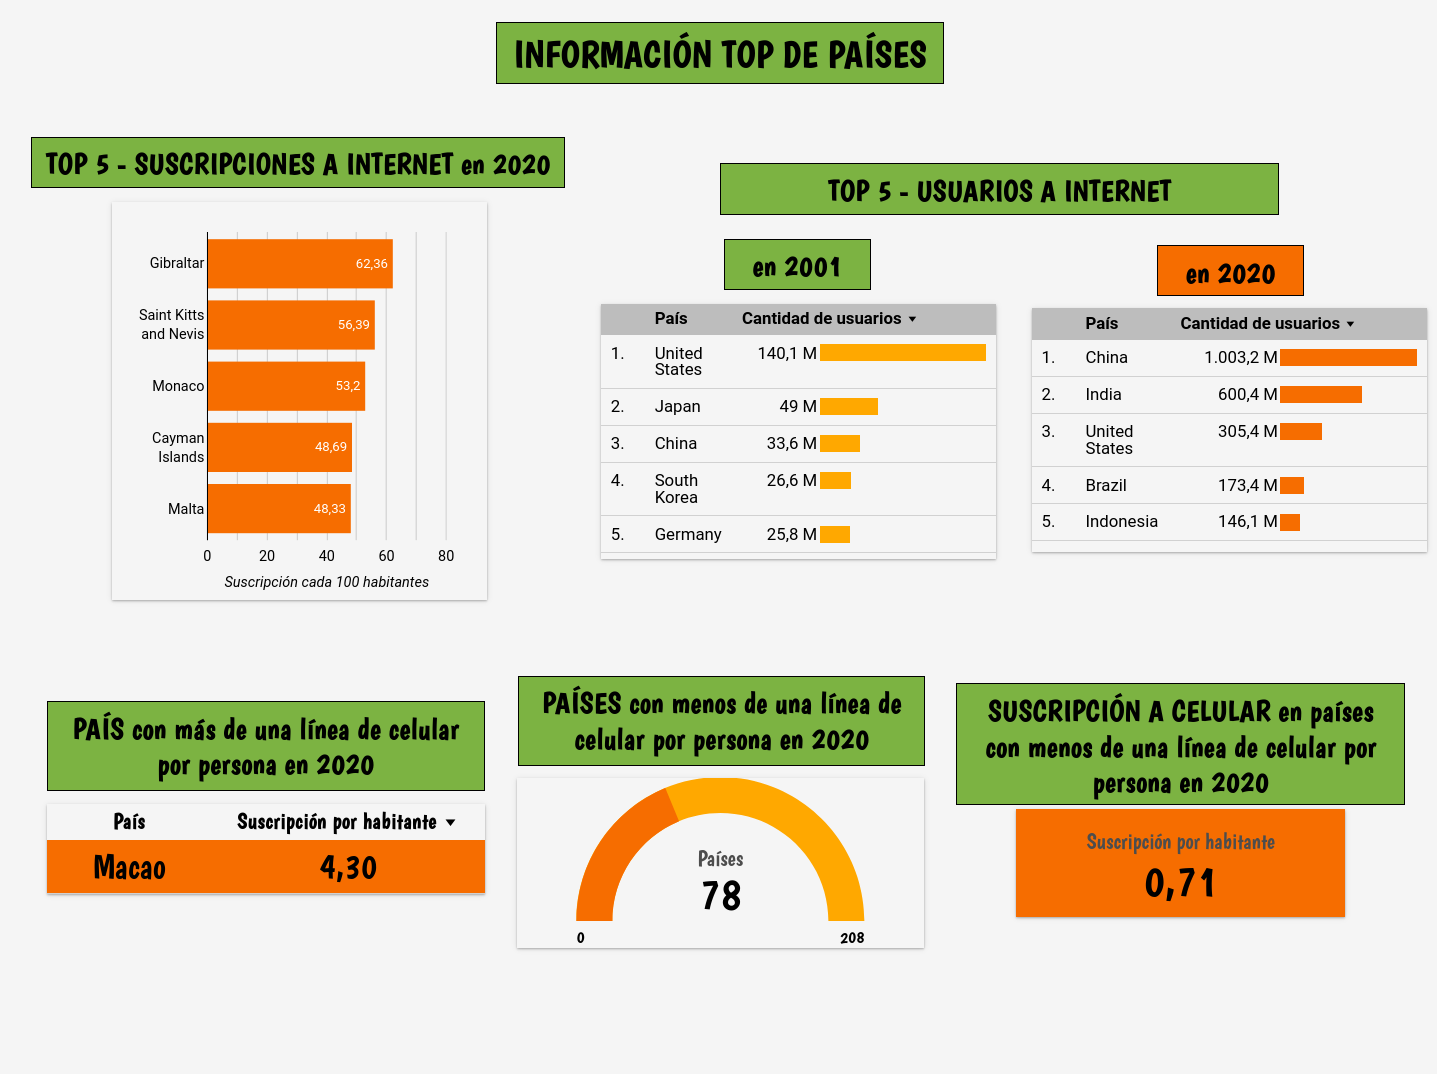 INFORMACIÓN TOP DE PAÍSES
TOP 5 - SUSCRIPCIONES A INTERNET en 2020
Gibraltar
62,36
Saint Kitts
and Nevis
56,39
Monaco
53,2
Cayman
Islands
48,69
Malta
48,33
0 20 40 60 80
Suscripción cada 100 habitantes
TOP 5 - USUARIOS A INTERNET
en 2001
País Cantidad de usuarios
1. United States 140,1 M
2. Japan 49 M
3. China 33,6 M
4. South Korea 26,6 M
5. Germany 25,8 M
en 2020
País Cantidad de usuarios
1. China 1.003,2 M
2. India 600,4 M
3. United States 305,4 M
4. Brazil 173,4 M
5. Indonesia 146,1 M
PAÍS con más de una línea de celular
por persona en 2020
País Suscripción por habitante
Macao 4,30
PAÍSES con menos de una línea de
celular por persona en 2020
Países
78
0 208
SUSCRIPCIÓN A CELULAR en países
con menos de una línea de celular por
persona en 2020
Suscripción por habitante
0,71